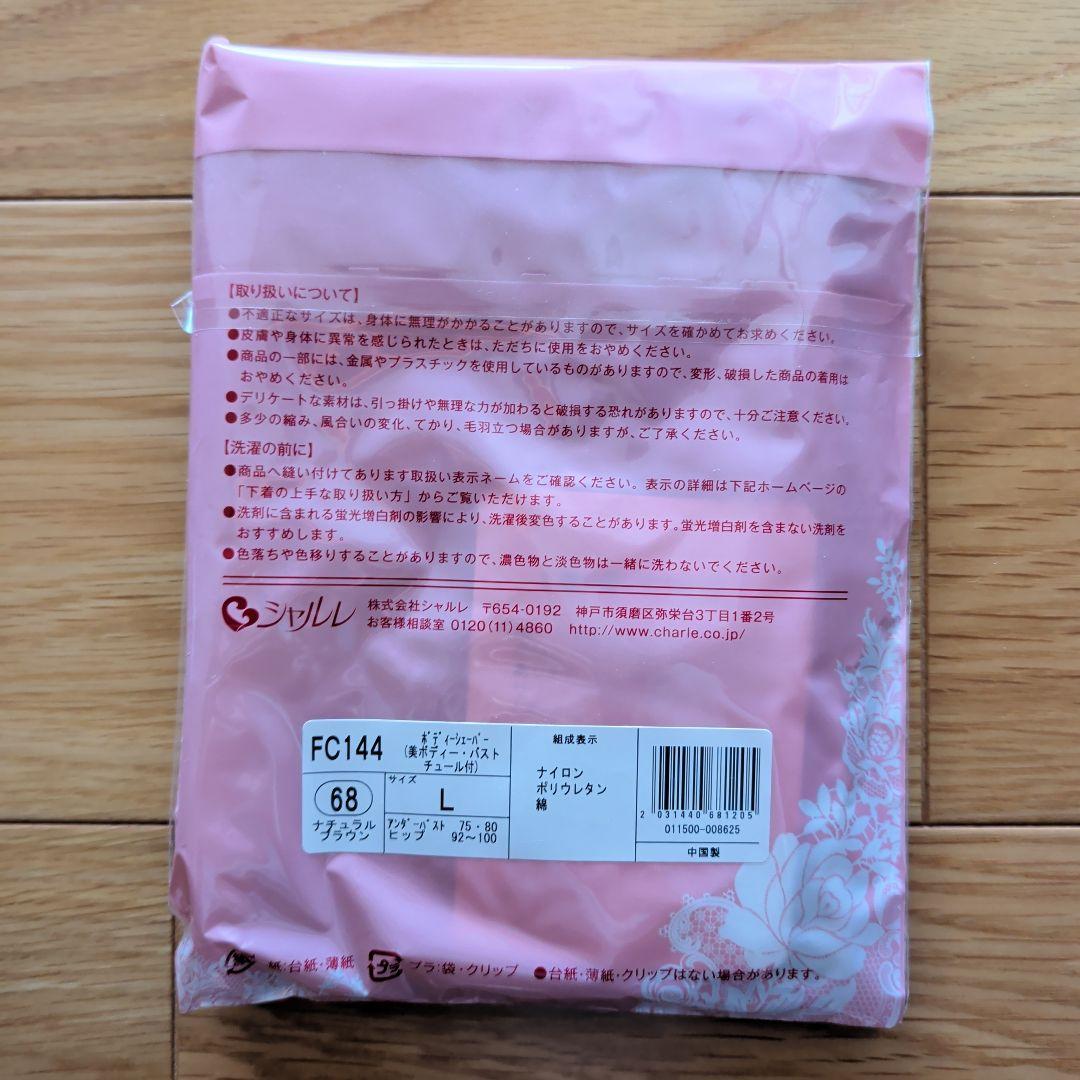 【取り扱いについて】
●不適正なサイズは、身体に無理がかかることがありますので、サイズを確かめてお求めください。
●皮膚や身体に異常を感じられたときは、ただちに使用をおやめください。
●商品の一部には、金属やプラスチックを使用しているものがありますので、変形、破損した商品の着用は
おやめください。
●デリケートな素材は、引っ掛けや無理な力が加わると破損する恐れがありますので、十分ご注意ください。
●多少の縮み、風合いの変化、てかり、毛羽立つ場合がありますが、ご了承ください。
【洗濯の前に】
●商品へ縫い付けてあります取扱い表示ネームをご確認ください。表示の詳細は下記ホームページの
「下着の上手な取り扱い方」からご覧いただけます。
●洗剤に含まれる蛍光増白剤の影響により、洗濯後変色することがあります。蛍光増白剤を含まない洗剤を
おすすめします。
●色落ちや色移りすることがありますので、濃色物と淡色物は一緒に洗わないでください。
シャルレ 株式会社シャルレ 〒654-0192 神戸市須磨区弥栄台3丁目1番2号
お客様相談室 0120(11)4860 http://www.charle.co.jp/
FC144
ボディーシェーパー
(美ボディー・バスト
チュール付)
68
ナチュラル
ブラウン
サイズ
L
アンダーバスト 75・80
ヒップ 92〜100
組成表示
ナイロン
ポリウレタン
綿
2 031440 681205
011500-008625
中国製
紙:台紙・薄紙 プラ:袋・クリップ ●台紙・薄紙・クリップはない場合があります。